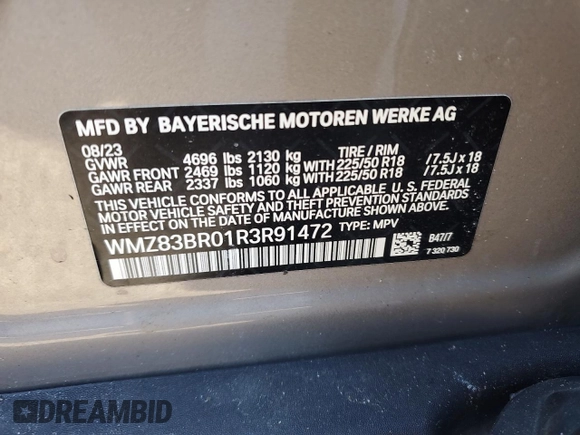 MFD BY BAYERISCHE MOTOREN WERKE AG
08/23 TIRE / RIM
GVWR 4696 lbs 2130 kg
GAWR FRONT 2469 lbs 1120 kg WITH 225/50 R18 /7.5J x 18
GAWR REAR 2337 lbs 1060 kg WITH 225/50 R18 /7.5J x 18
THIS VEHICLE CONFORMS TO ALL APPLICABLE U. S. FEDERAL
MOTOR VEHICLE SAFETY AND THEFT PREVENTION STANDARDS
IN EFFECT ON THE DATE OF MANUFACTURE SHOWN ABOVE.
WMZ83BR01R3R91472 TYPE: MPV
B47/7
7 320 730
DREAMBID